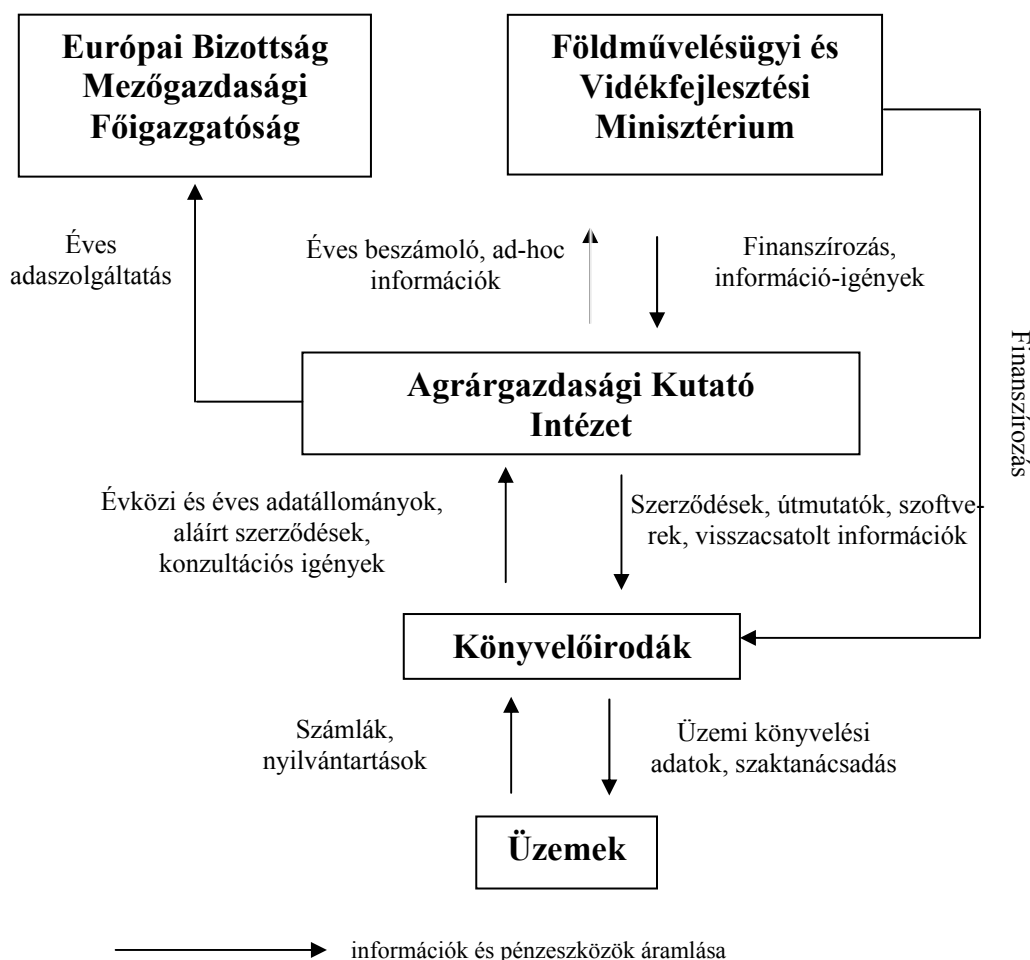 Európai Bizottság
Mezőgazdasági
Főigazgatóság
Földművelésügyi és
Vidékfejlesztési
Minisztérium
Éves
adaszolgáltatás
Éves beszámoló, ad-hoc
információk
Finanszírozás,
információ-igények
Finanszírozás
Agrárgazdasági Kutató
Intézet
Évközi és éves adatállományok,
aláírt szerződések,
konzultációs igények
Szerződések, útmutatók, szoftve-
rek, visszacsatolt információk
Könyvelőirodák
Számlák,
nyilvántartások
Üzemi könyvelési
adatok, szaktanácsadás
Üzemek
információk és pénzeszközök áramlása